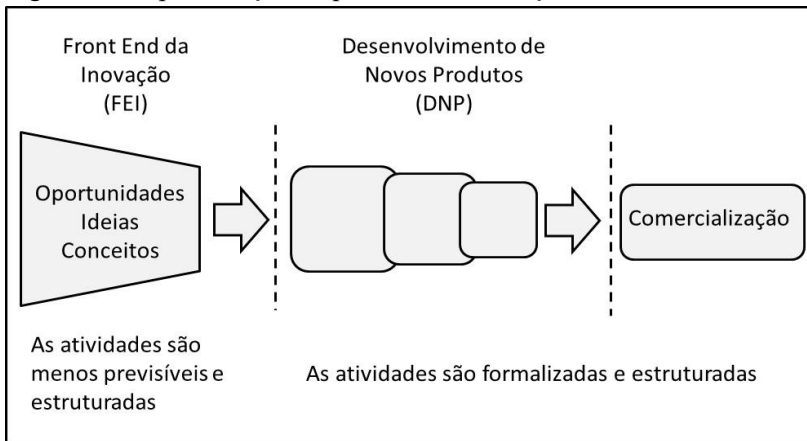 Front End da
Inovação
(FEI)
Desenvolvimento de
Novos Produtos
(DNP)
Oportunidades
Ideias
Conceitos
Comercialização
As atividades são
menos previsíveis e
estruturadas
As atividades são formalizadas e estruturadas